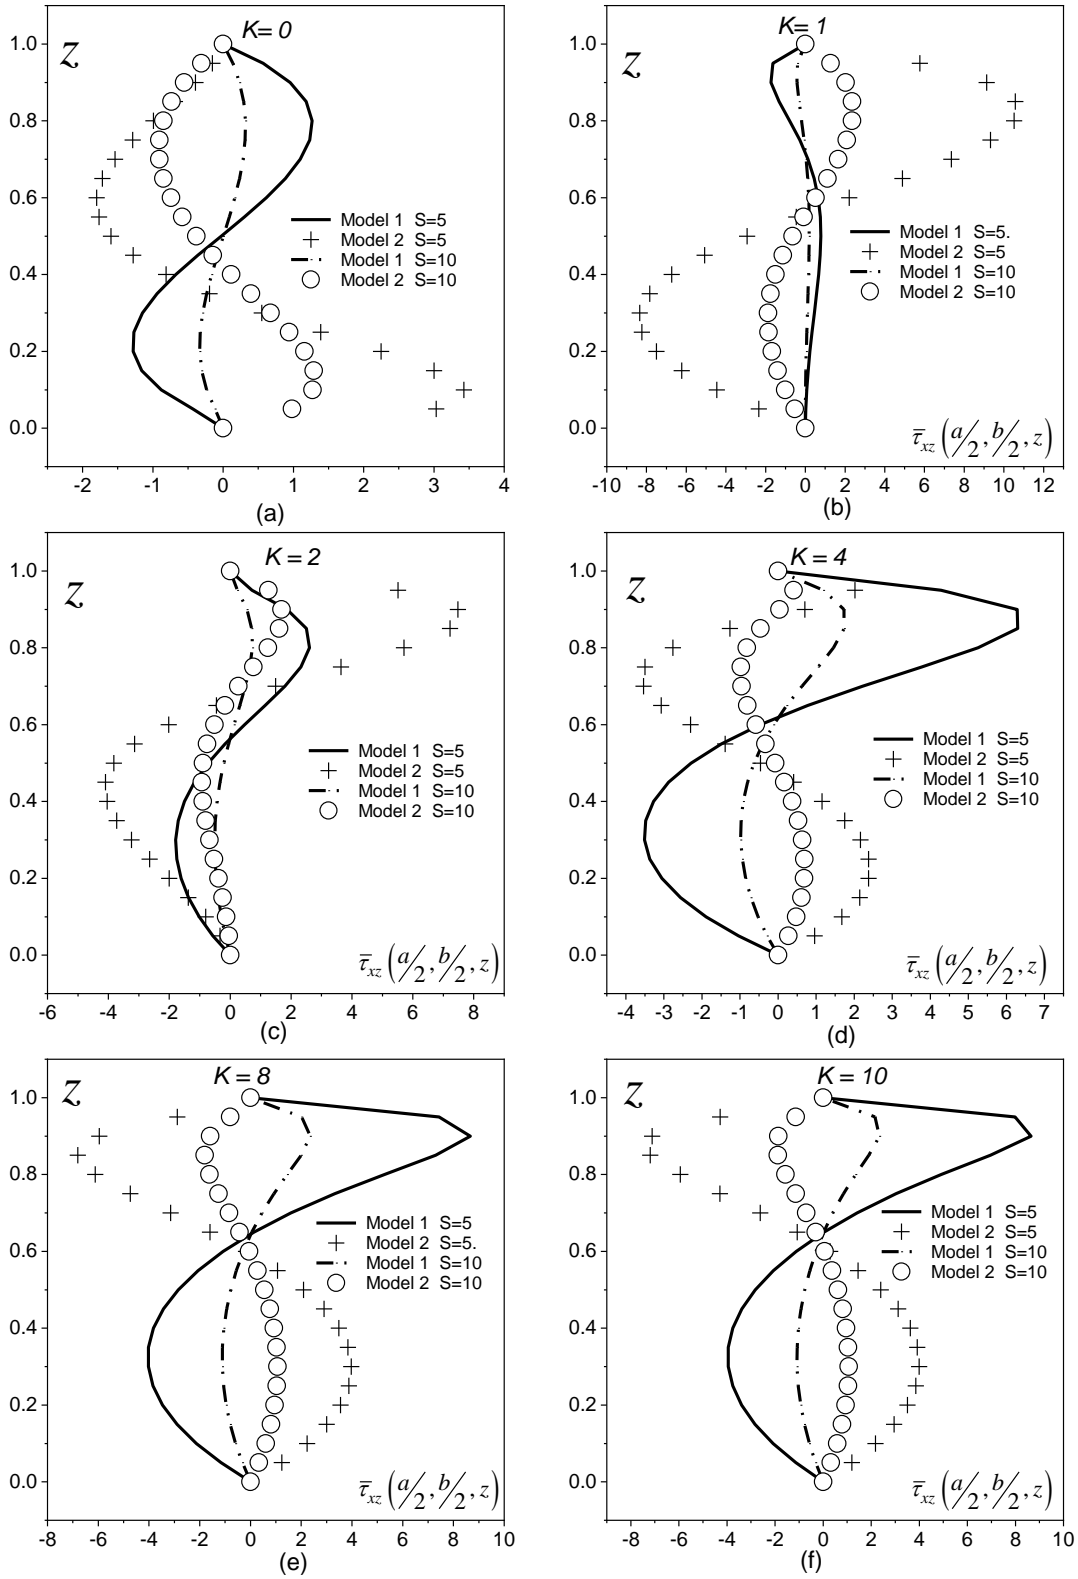 K= 0
z
1.0
0.8
0.6
0.4
0.2
0.0
Model 1 S=5
Model 2 S=5
Model 1 S=10
Model 2 S=10
-2 -1 0 1 2 3 4
(a)
K= 1
z
1.0
0.8
0.6
0.4
0.2
0.0
Model 1 S=5.
Model 2 S=5
Model 1 S=10
Model 2 S=10
τ̅xz (a/2, b/2, z)
-10 -8 -6 -4 -2 0 2 4 6 8 10 12
(b)
K = 2
z
1.0
0.8
0.6
0.4
0.2
0.0
Model 1 S=5
Model 2 S=5
Model 1 S=10
Model 2 S=10
τ̅xz (a/2, b/2, z)
-6 -4 -2 0 2 4 6 8
(c)
K = 4
z
1.0
0.8
0.6
0.4
0.2
0.0
Model 1 S=5
Model 2 S=5
Model 1 S=10
Model 2 S=10
τ̅xz (a/2, b/2, z)
-4 -3 -2 -1 0 1 2 3 4 5 6 7
(d)
K = 8
z
1.0
0.8
0.6
0.4
0.2
0.0
Model 1 S=5
Model 2 S=5.
Model 1 S=10
Model 2 S=10
τ̅xz (a/2, b/2, z)
-8 -6 -4 -2 0 2 4 6 8 10
(e)
K = 10
z
1.0
0.8
0.6
0.4
0.2
0.0
Model 1 S=5
Model 2 S=5
Model 1 S=10
Model 2 S=10
τ̅xz (a/2, b/2, z)
-8 -6 -4 -2 0 2 4 6 8 10
(f)